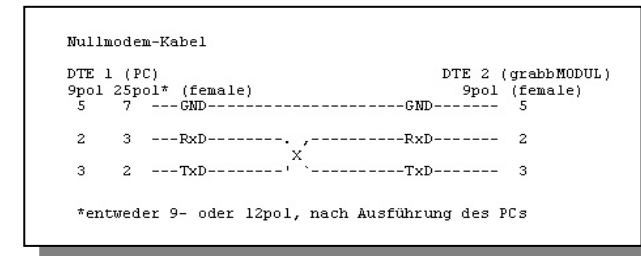 Nullmodem-Kabel
DTE 1 (PC) DTE 2 (grabbMODUL)
9pol 25pol* (female) 9pol (female)
5 7 ---GND----------------------GND------- 5
2 3 ---RxD--------. ,----------RxD------- 2
X
3 2 ---TxD--------' `----------TxD------- 3
*entweder 9- oder 12pol, nach Ausführung des PCs